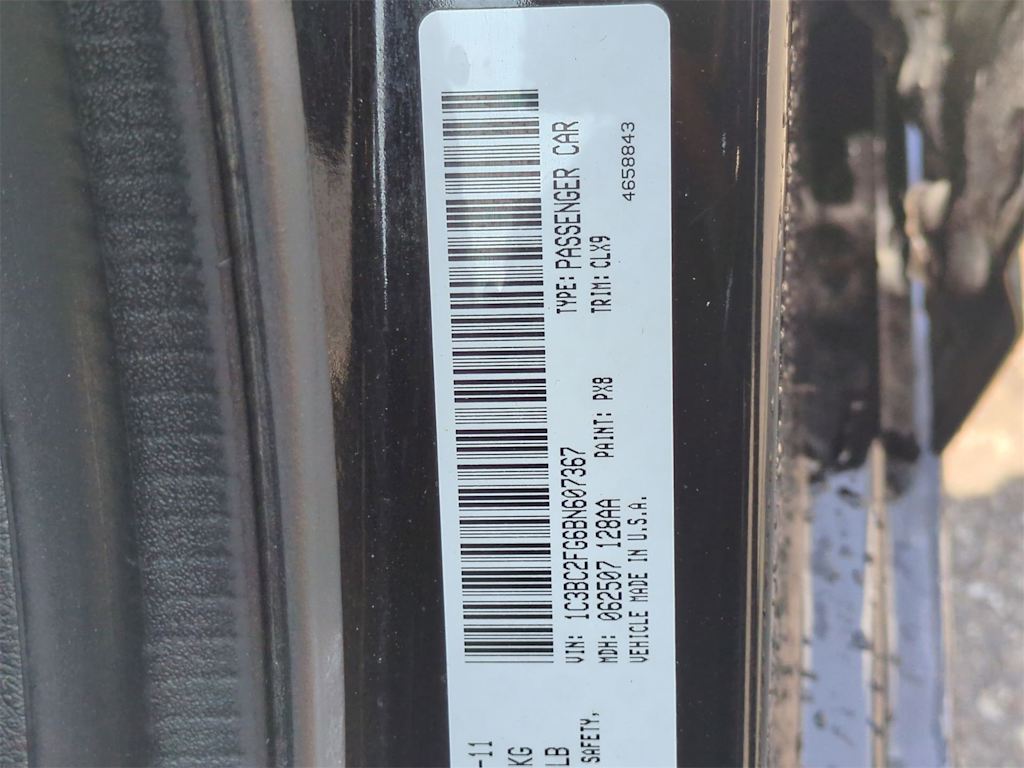 -11
KG
LB
SAFETY,
VIN: 1C3BC2FG6BN607367
TYPE: PASSENGER CAR
MDH: 062507 128AA
PAINT: PXB
TRIM: CLX9
VEHICLE MADE IN U.S.A.
4658843